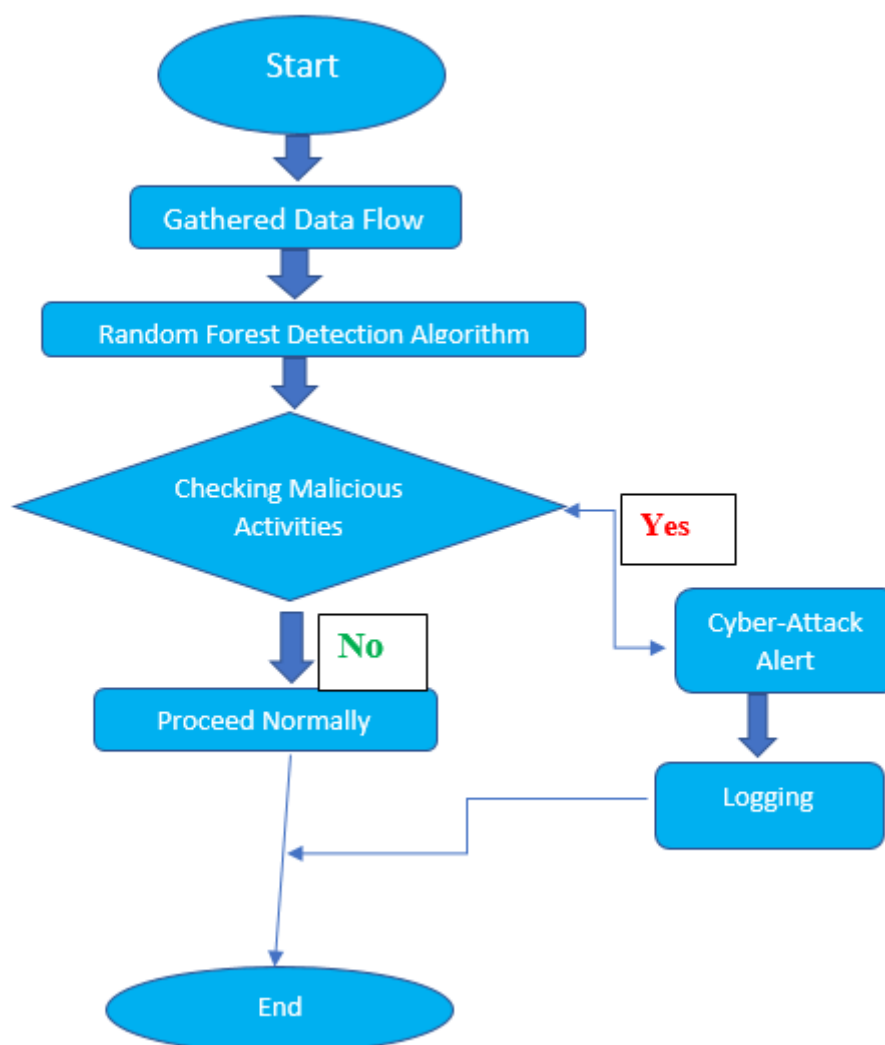 Start
Gathered Data Flow
Random Forest Detection Algorithm
Checking Malicious
Activities
Yes
Cyber-Attack
Alert
No
Proceed Normally
Logging
End